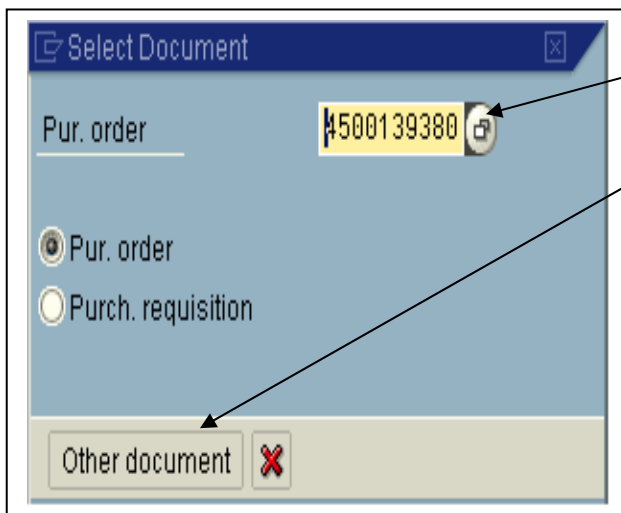 Select Document
Pur. order 4500139380
Pur. order
Purch. requisition
Other document